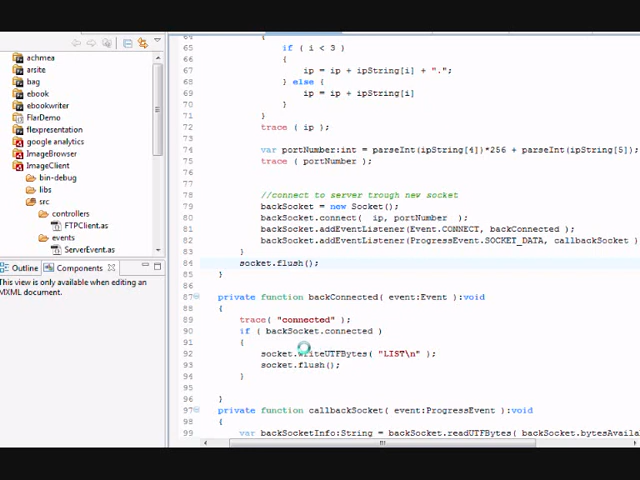 achmea
arsite
bag
ebook
ebookwriter
FlarDemo
flexpresentation
google analytics
ImageBrowser
ImageClient
bin-debug
libs
src
controllers
FTPClient.as
events
ServerEvent.as
Outline
Components
This view is only available when editing an
MXML document.
64 {
65 if ( i < 3 )
66 {
67 ip = ip + ipString[i] + ".";
68 } else {
69 ip = ip + ipString[i]
70 }
71 }
72 trace ( ip );
73
74 var portNumber:int = parseInt(ipString[4])*256 + parseInt(ipString[5]);
75 trace ( portNumber );
76
77
78 //connect to server trough new socket
79 backSocket = new Socket();
80 backSocket.connect( ip, portNumber );
81 backSocket.addEventListener( Event.CONNECT, backConnected );
82 backSocket.addEventListener( ProgressEvent.SOCKET_DATA, callbackSocket )
83 }
84 socket.flush();
85 }
86
87 private function backConnected( event:Event ):void
88 {
89 trace( "connected" );
90 if ( backSocket.connected )
91 {
92 socket.writeUTFBytes( "LIST\n" );
93 socket.flush();
94 }
95
96 }
97 private function callbackSocket( event:ProgressEvent ):void
98 {
99 var backSocketInfo:String = backSocket.readUTFBytes( backSocket.bytesAvaila